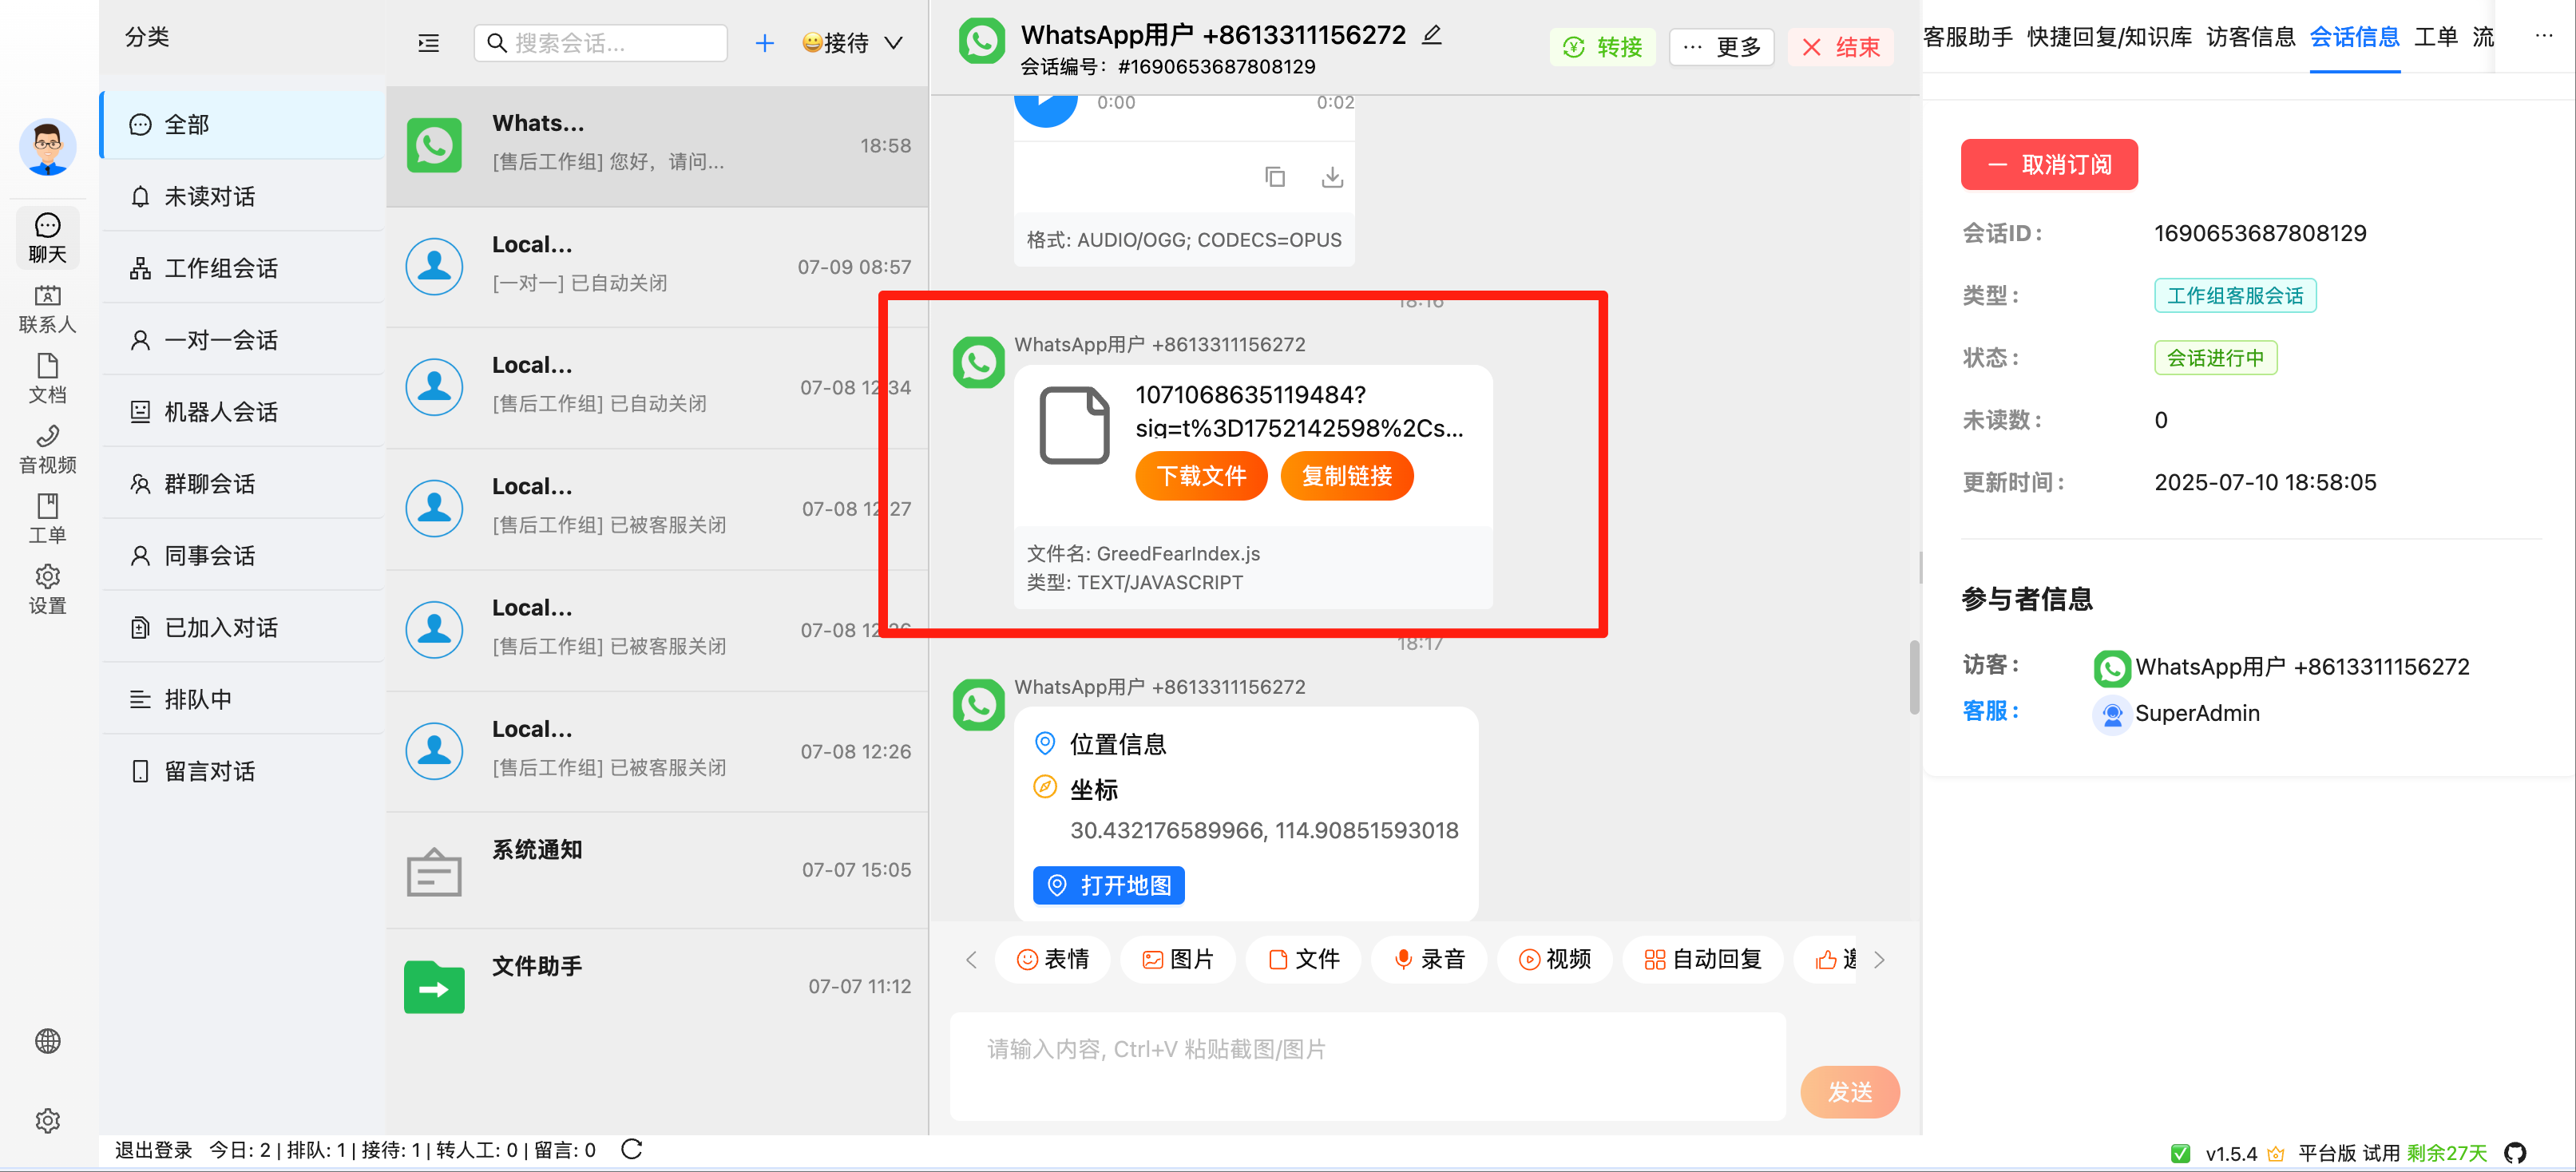 聊天
联系人
文档
音视频
工单
设置
分类
全部
未读对话
工作组会话
一对一会话
机器人会话
群聊会话
同事会话
已加入对话
排队中
留言对话
搜索会话...
接待
Whats...
18:58
[售后工作组] 您好，请问...
Local...
07-09 08:57
[一对一] 已自动关闭
Local...
07-08 12:34
[售后工作组] 已自动关闭
Local...
07-08 12:27
[售后工作组] 已被客服关闭
Local...
07-08 12:26
[售后工作组] 已被客服关闭
Local...
07-08 12:26
[售后工作组] 已被客服关闭
系统通知
07-07 15:05
文件助手
07-07 11:12
WhatsApp用户 +8613311156272
会话编号：#1690653687808129
转接
更多
结束
0:00
0:02
格式: AUDIO/OGG; CODECS=OPUS
18:16
WhatsApp用户 +8613311156272
1071068635119484?
sig=t%3D1752142598%2Cs...
下载文件
复制链接
文件名: GreedFearIndex.js
类型: TEXT/JAVASCRIPT
18:17
WhatsApp用户 +8613311156272
位置信息
坐标
30.432176589966, 114.90851593018
打开地图
表情
图片
文件
录音
视频
自动回复
请输入内容, Ctrl+V 粘贴截图/图片
发送
客服助手 快捷回复/知识库 访客信息 会话信息 工单 流 ...
取消订阅
会话ID： 1690653687808129
类型： 工作组客服会话
状态： 会话进行中
未读数： 0
更新时间： 2025-07-10 18:58:05
参与者信息
访客： WhatsApp用户 +8613311156272
客服： SuperAdmin
退出登录 今日: 2 | 排队: 1 | 接待: 1 | 转人工: 0 | 留言: 0
v1.5.4 平台版 试用 剩余27天